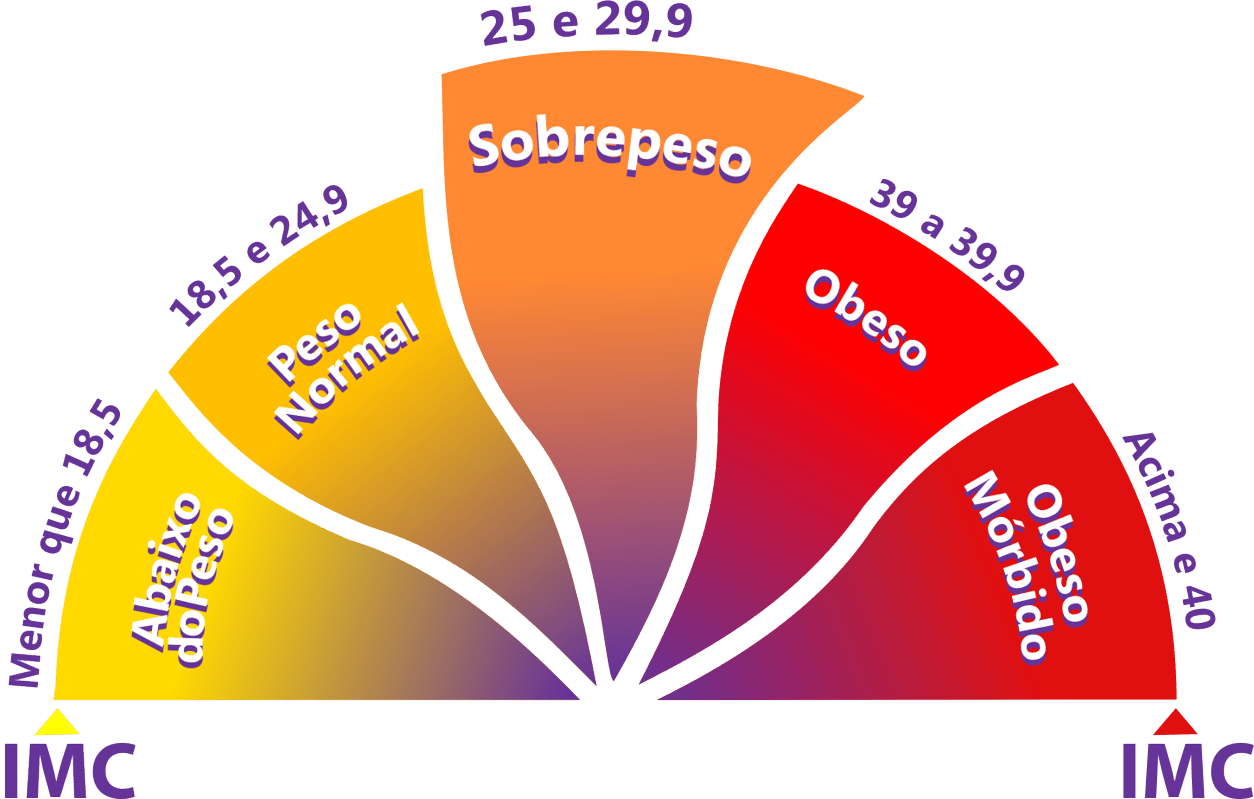 Menor que 18,5
Abaixo
doPeso
18,5 e 24,9
Peso
Normal
25 e 29,9
Sobrepeso
39 a 39,9
Obeso
Acima e 40
Obeso
Mórbido
IMC
IMC